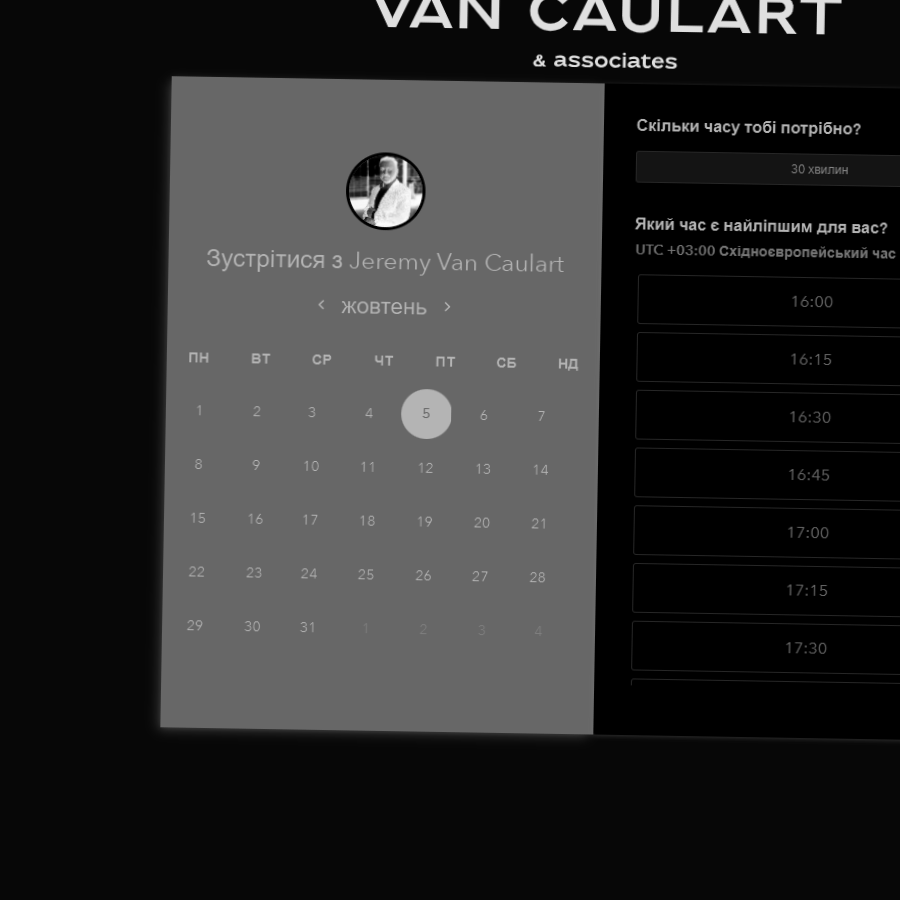 VAN CAULART
& associates
Зустрітися з Jeremy Van Caulart
жовтень
ПН ВТ СР ЧТ ПТ СБ НД
1 2 3 4 5 6 7
8 9 10 11 12 13 14
15 16 17 18 19 20 21
22 23 24 25 26 27 28
29 30 31 1 2 3 4
Скільки часу тобі потрібно?
30 хвилин
Який час є найліпшим для вас?
UTC +03:00 Східноєвропейський час
16:00
16:15
16:30
16:45
17:00
17:15
17:30